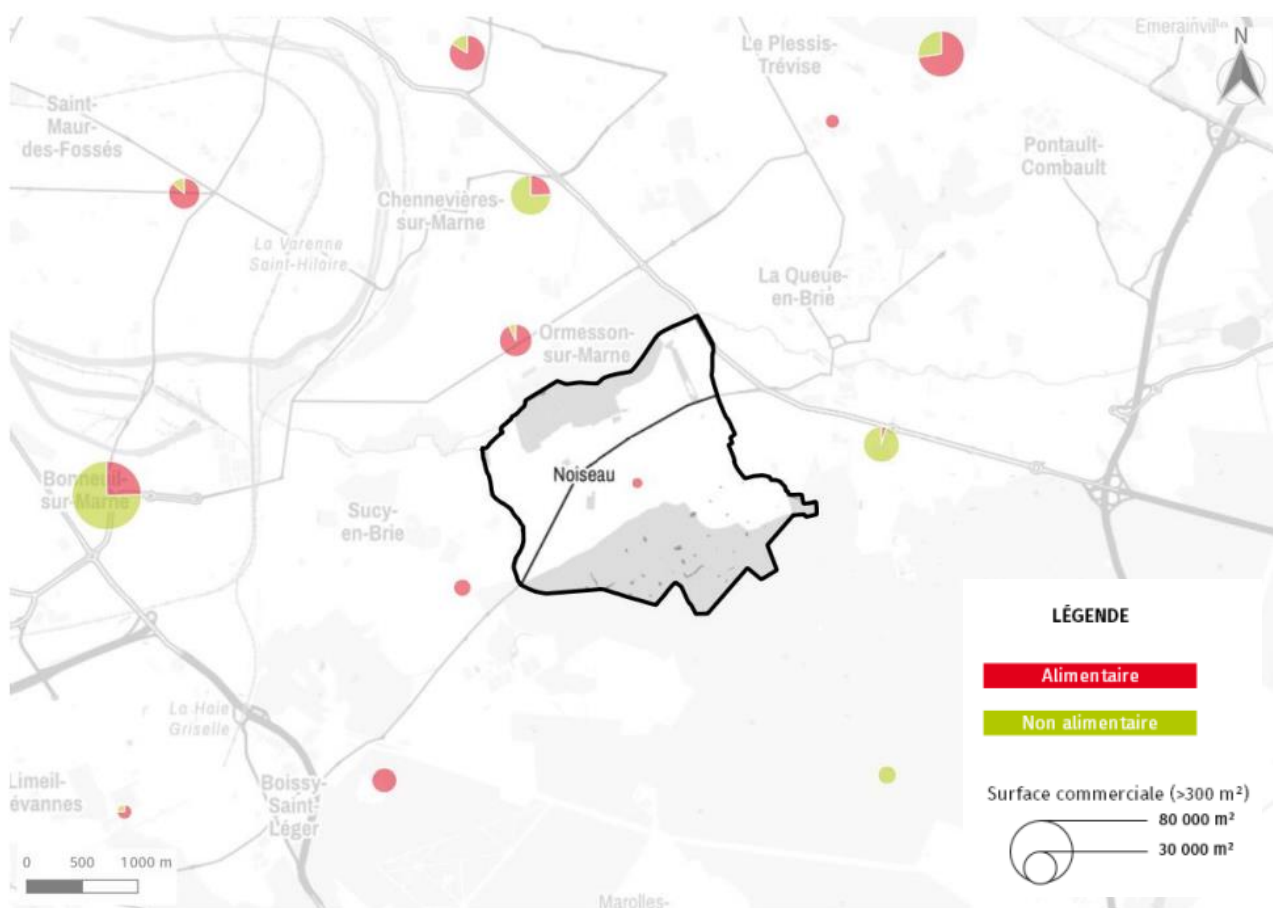 Emerainvill
N
Le Plessis-
Trévise
Saint-
Maur-
des-Fossés
Pontault-
Combault
Chennevières-
sur-Marne
La Varenne
Saint-Hilaire
La Queue-
en-Brie
Ormesson-
sur-Marne
Noiseau
Bonneuil-
sur-Marne
Sucy-
en-Brie
La Haie
Griselle
Limeil-
évannes
Boissy-
Saint-
Léger
Marolles-
0 500 1000 m
LÉGENDE
Alimentaire
Non alimentaire
Surface commerciale (>300 m²)
80 000 m²
30 000 m²